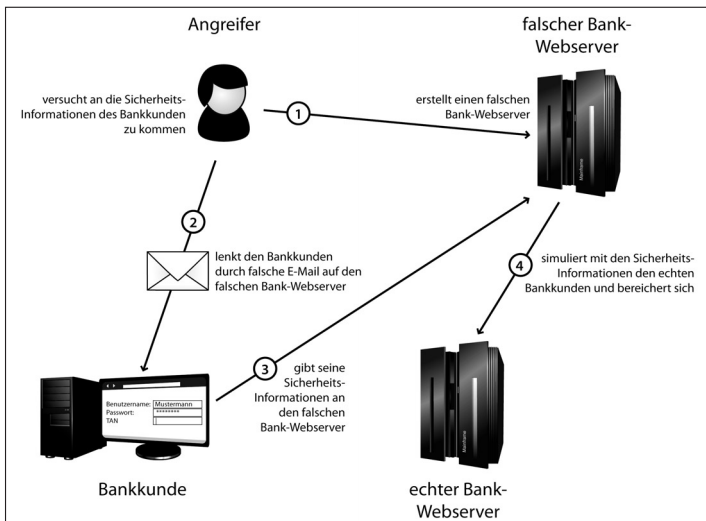 Angreifer
falscher Bank-
Webserver
versucht an die Sicherheits-
Informationen des Bankkunden
zu kommen
1
erstellt einen falschen
Bank-Webserver
Mainframe
2
lenkt den Bankkunden
durch falsche E-Mail auf den
falschen Bank-Webserver
4
simuliert mit den Sicherheits-
Informationen den echten
Bankkunden und bereichert sich
3
gibt seine
Sicherheits-
Informationen an
den falschen
Bank-Webserver
Benutzername: Mustermann
Passwort: ********
TAN
Mainframe
Bankkunde
echter Bank-
Webserver